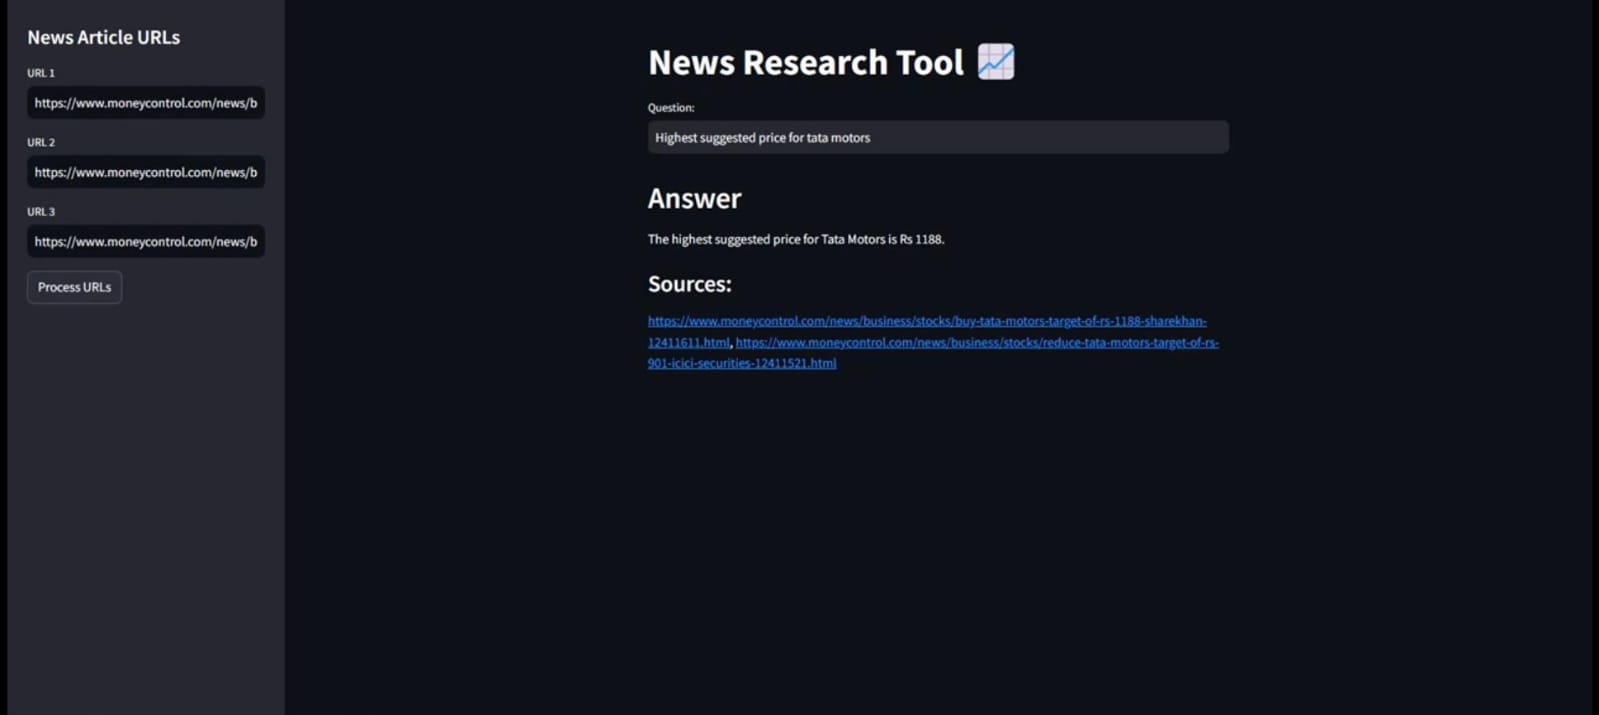 News Article URLs
URL 1
https://www.moneycontrol.com/news/b
URL 2
https://www.moneycontrol.com/news/b
URL 3
https://www.moneycontrol.com/news/b
Process URLs
News Research Tool
Question:
Highest suggested price for tata motors
Answer
The highest suggested price for Tata Motors is Rs 1188.
Sources:
https://www.moneycontrol.com/news/business/stocks/buy-tata-motors-target-of-rs-1188-sharekhan-
12411611.html, https://www.moneycontrol.com/news/business/stocks/reduce-tata-motors-target-of-rs-
901-icici-securities-12411521.html